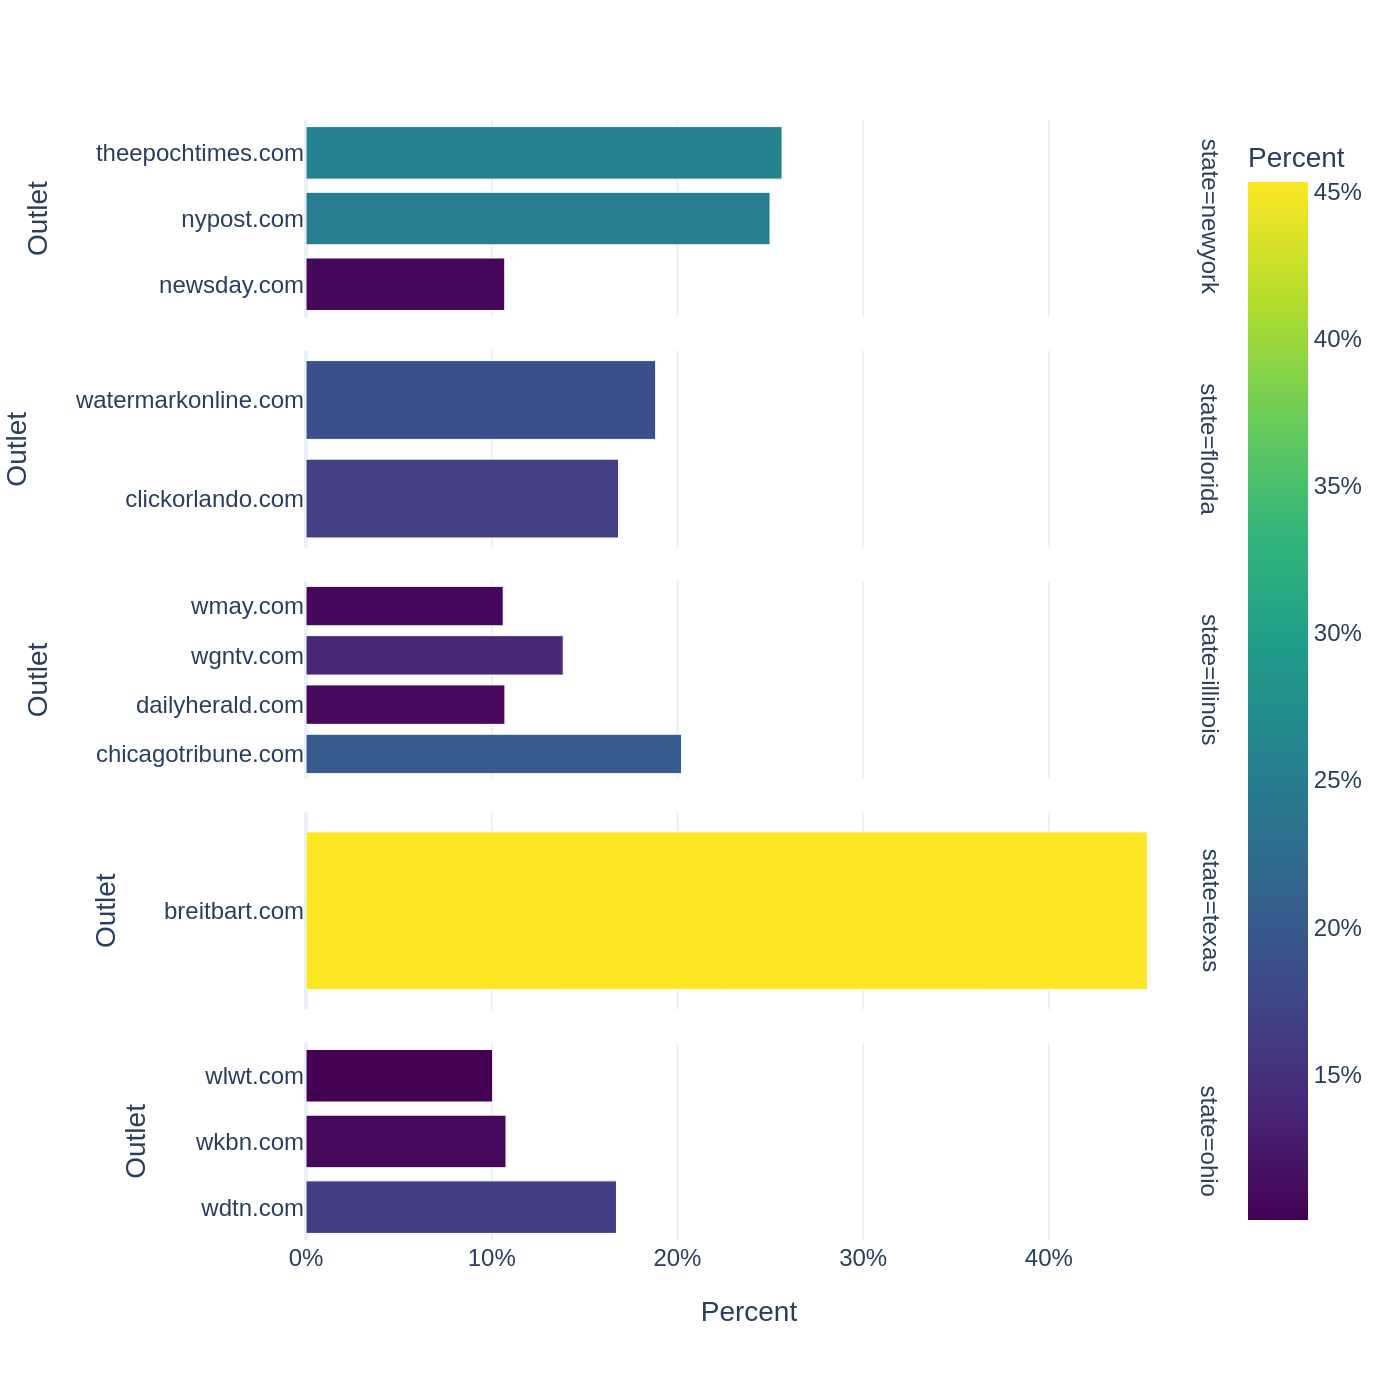 Outlet
theepochtimes.com
nypost.com
newsday.com
state=newyork
Outlet
watermarkonline.com
clickorlando.com
state=florida
Outlet
wmay.com
wgntv.com
dailyherald.com
chicagotribune.com
state=illinois
Outlet
breitbart.com
state=texas
Outlet
wlwt.com
wkbn.com
wdtn.com
state=ohio
0% 10% 20% 30% 40%
Percent
Percent
45%
40%
35%
30%
25%
20%
15%